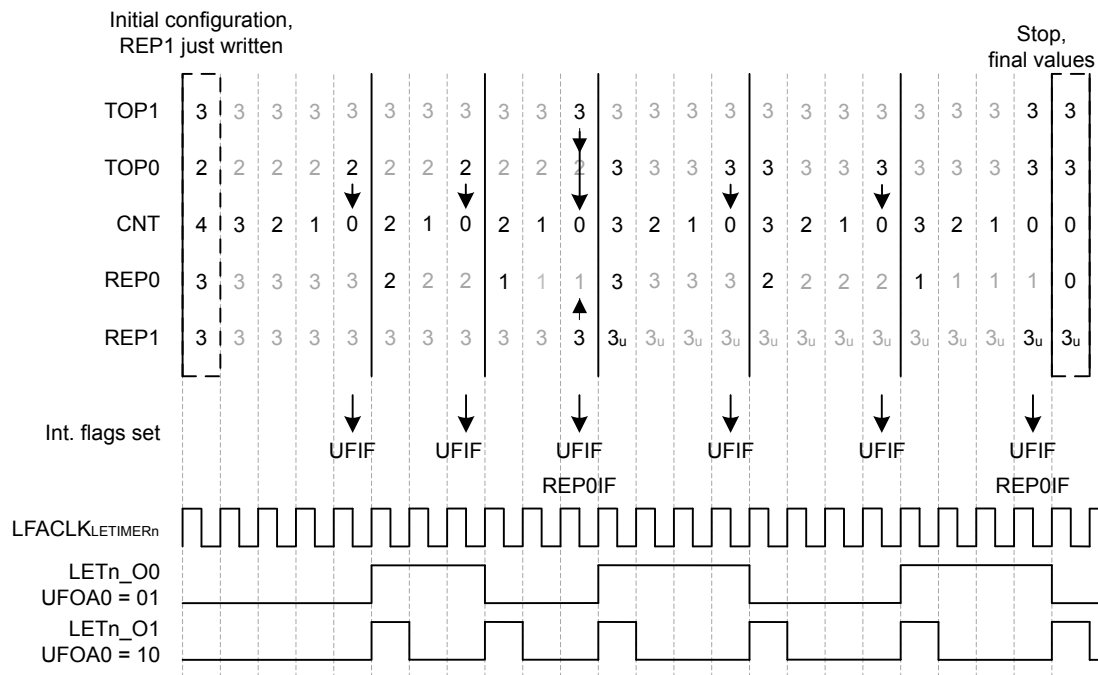 Initial configuration,
REP1 just written
Stop,
final values
TOP1 3 3 3 3 3 3 3 3 3 3 3 3 3 3 3 3 3 3 3 3 3 3 3 3
TOP0 2 2 2 2 2 2 2 2 2 2 2 3 3 3 3 3 3 3 3 3 3 3 3 3
CNT 4 3 2 1 0 2 1 0 2 1 0 3 2 1 0 3 2 1 0 3 2 1 0 0
REP0 3 3 3 3 3 2 2 2 1 1 1 3 3 3 3 2 2 2 2 1 1 1 1 0
REP1 3 3 3 3 3 3 3 3 3 3 3 3u 3u 3u 3u 3u 3u 3u 3u 3u 3u 3u 3u 3u
Int. flags set
UFIF UFIF UFIF UFIF UFIF UFIF
REP0IF REP0IF
LFACLKLETIMERn
LETn_O0
UFOA0 = 01
LETn_O1
UFOA0 = 10